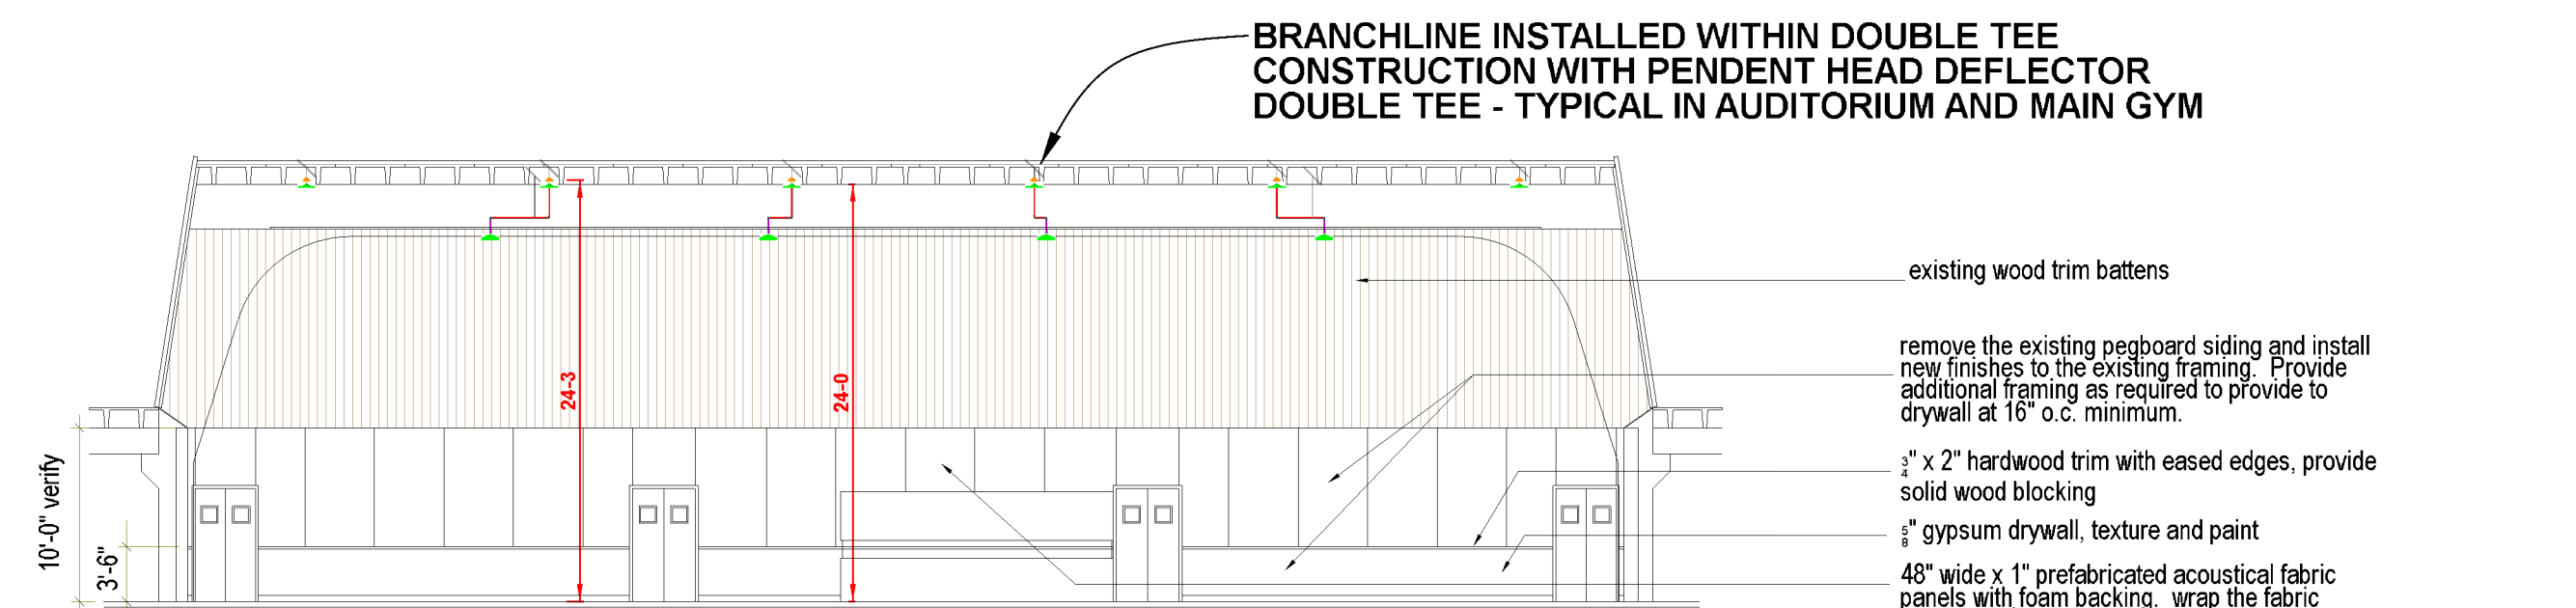 BRANCHLINE INSTALLED WITHIN DOUBLE TEE
CONSTRUCTION WITH PENDENT HEAD DEFLECTOR
DOUBLE TEE - TYPICAL IN AUDITORIUM AND MAIN GYM
existing wood trim battens
remove the existing pegboard siding and install
new finishes to the existing framing. Provide
additional framing as required to provide to
drywall at 16" o.c. minimum.
3/4" x 2" hardwood trim with eased edges, provide
solid wood blocking
5/8" gypsum drywall, texture and paint
48" wide x 1" prefabricated acoustical fabric
panels with foam backing. wrap the fabric
24-3
24-0
10'-0" verify
3'-6"